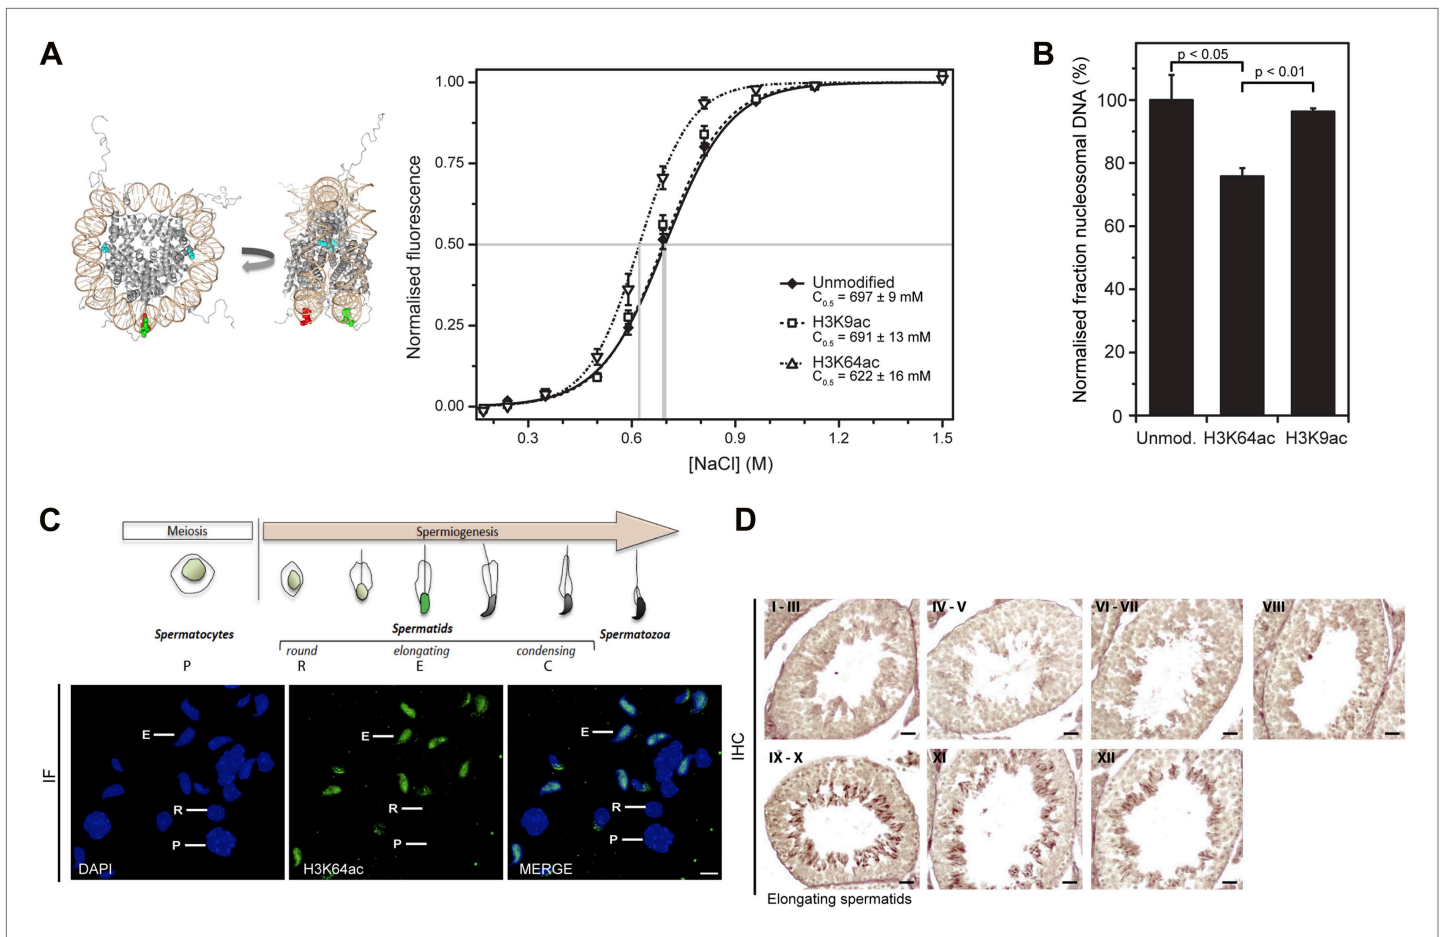 A
Normalised fluorescence
1.00
0.75
0.50
0.25
0.00
0.3
0.6
0.9
1.2
1.5
[NaCl] (M)
Unmodified
C0.5 = 697 ± 9 mM
H3K9ac
C0.5 = 691 ± 13 mM
H3K64ac
C0.5 = 622 ± 16 mM
B
Normalised fraction nucleosomal DNA (%)
100
80
60
40
20
0
p < 0.05
p < 0.01
Unmod. H3K64ac H3K9ac
C
Meiosis
Spermiogenesis
Spermatocytes
Spermatids
Spermatozoa
round
elongating
condensing
P
R
E
C
IF
E
R
P
DAPI
E
R
P
H3K64ac
E
R
P
MERGE
D
IHC
I - III
IV - V
VI - VII
VIII
IX - X
XI
XII
Elongating spermatids